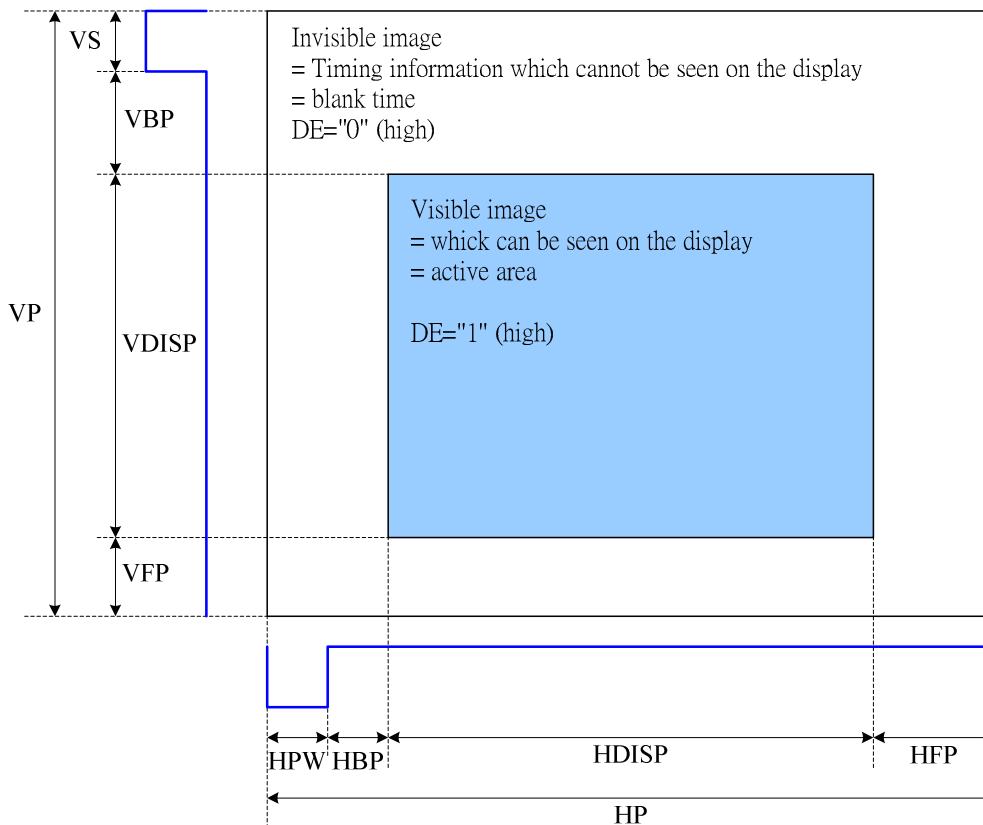 VS
Invisible image
= Timing information which cannot be seen on the display
= blank time
DE="0" (high)
VBP
Visible image
= whick can be seen on the display
= active area
DE="1" (high)
VP
VDISP
VFP
HPW
HBP
HDISP
HFP
HP